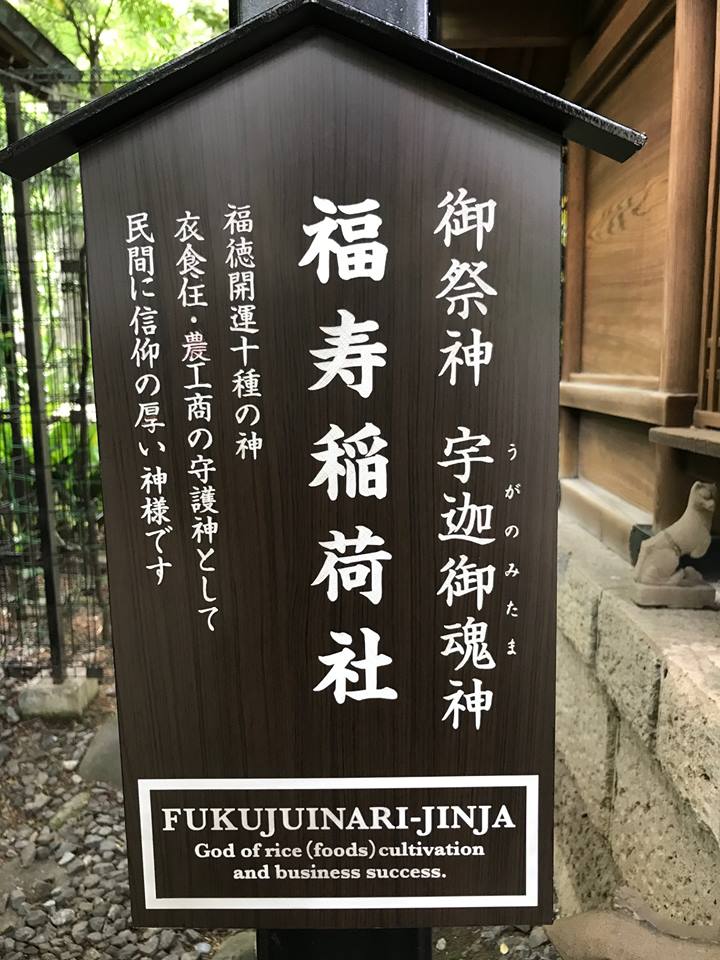 御祭神 宇迦御魂神
うがのみたま
福寿稲荷社
福徳開運十種の神
衣食住・農工商の守護神として
民間に信仰の厚い神様です
FUKUJUINARI-JINJA
God of rice (foods) cultivation
and business success.